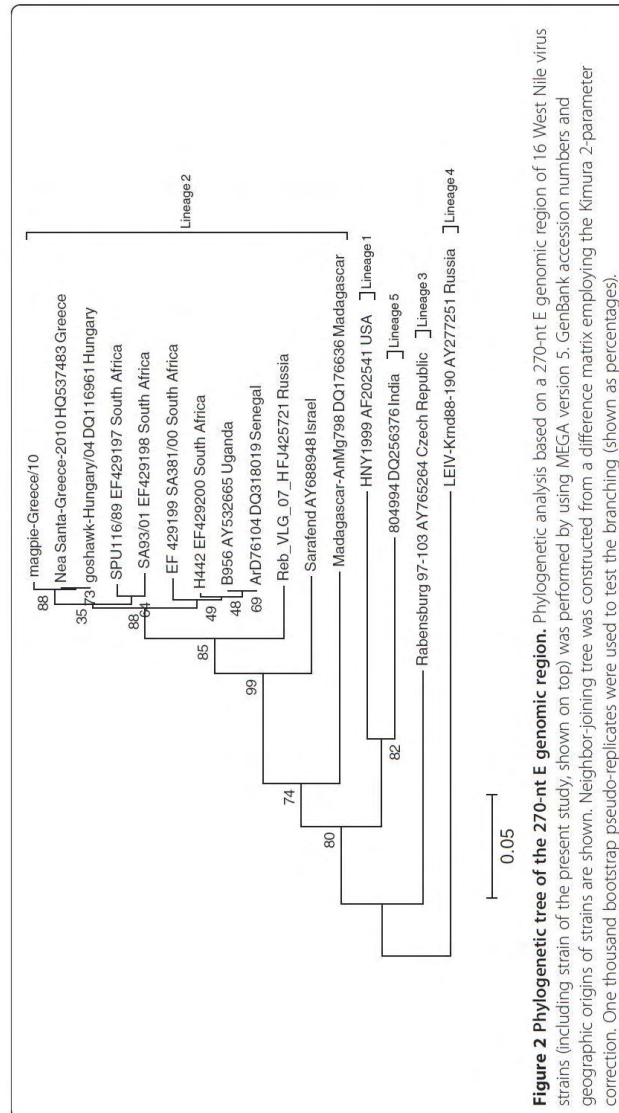 magpie-Greece/10
Nea Santa-Greece-2010 HQ537483 Greece
goshawk-Hungary/04 DQ116961 Hungary
SPU116/89 EF429197 South Africa
SA93/01 EF429198 South Africa
EF 429199 SA381/00 South Africa
H442 EF429200 South Africa
B956 AY532665 Uganda
ArD76104 DQ318019 Senegal
Reb_VLG_07_H FJ425721 Russia
Sarafend AY688948 Israel
Madagascar-AnMg798 DQ176636 Madagascar
HNY1999 AF202541 USA
804994 DQ256376 India
Rabensburg 97-103 AY765264 Czech Republic
LEIV-Krnd88-190 AY277251 Russia
Lineage 2
Lineage 1
Lineage 5
Lineage 3
Lineage 4
88
73
35
64
88
49
48
69
85
99
74
82
80
0.05
Figure 2 Phylogenetic tree of the 270-nt E genomic region. Phylogenetic analysis based on a 270-nt E genomic region of 16 West Nile virus
strains (including strain of the present study, shown on top) was performed by using MEGA version 5. GenBank accession numbers and
geographic origins of strains are shown. Neighbor-joining tree was constructed from a difference matrix employing the Kimura 2-parameter
correction. One thousand bootstrap pseudo-replicates were used to test the branching (shown as percentages).